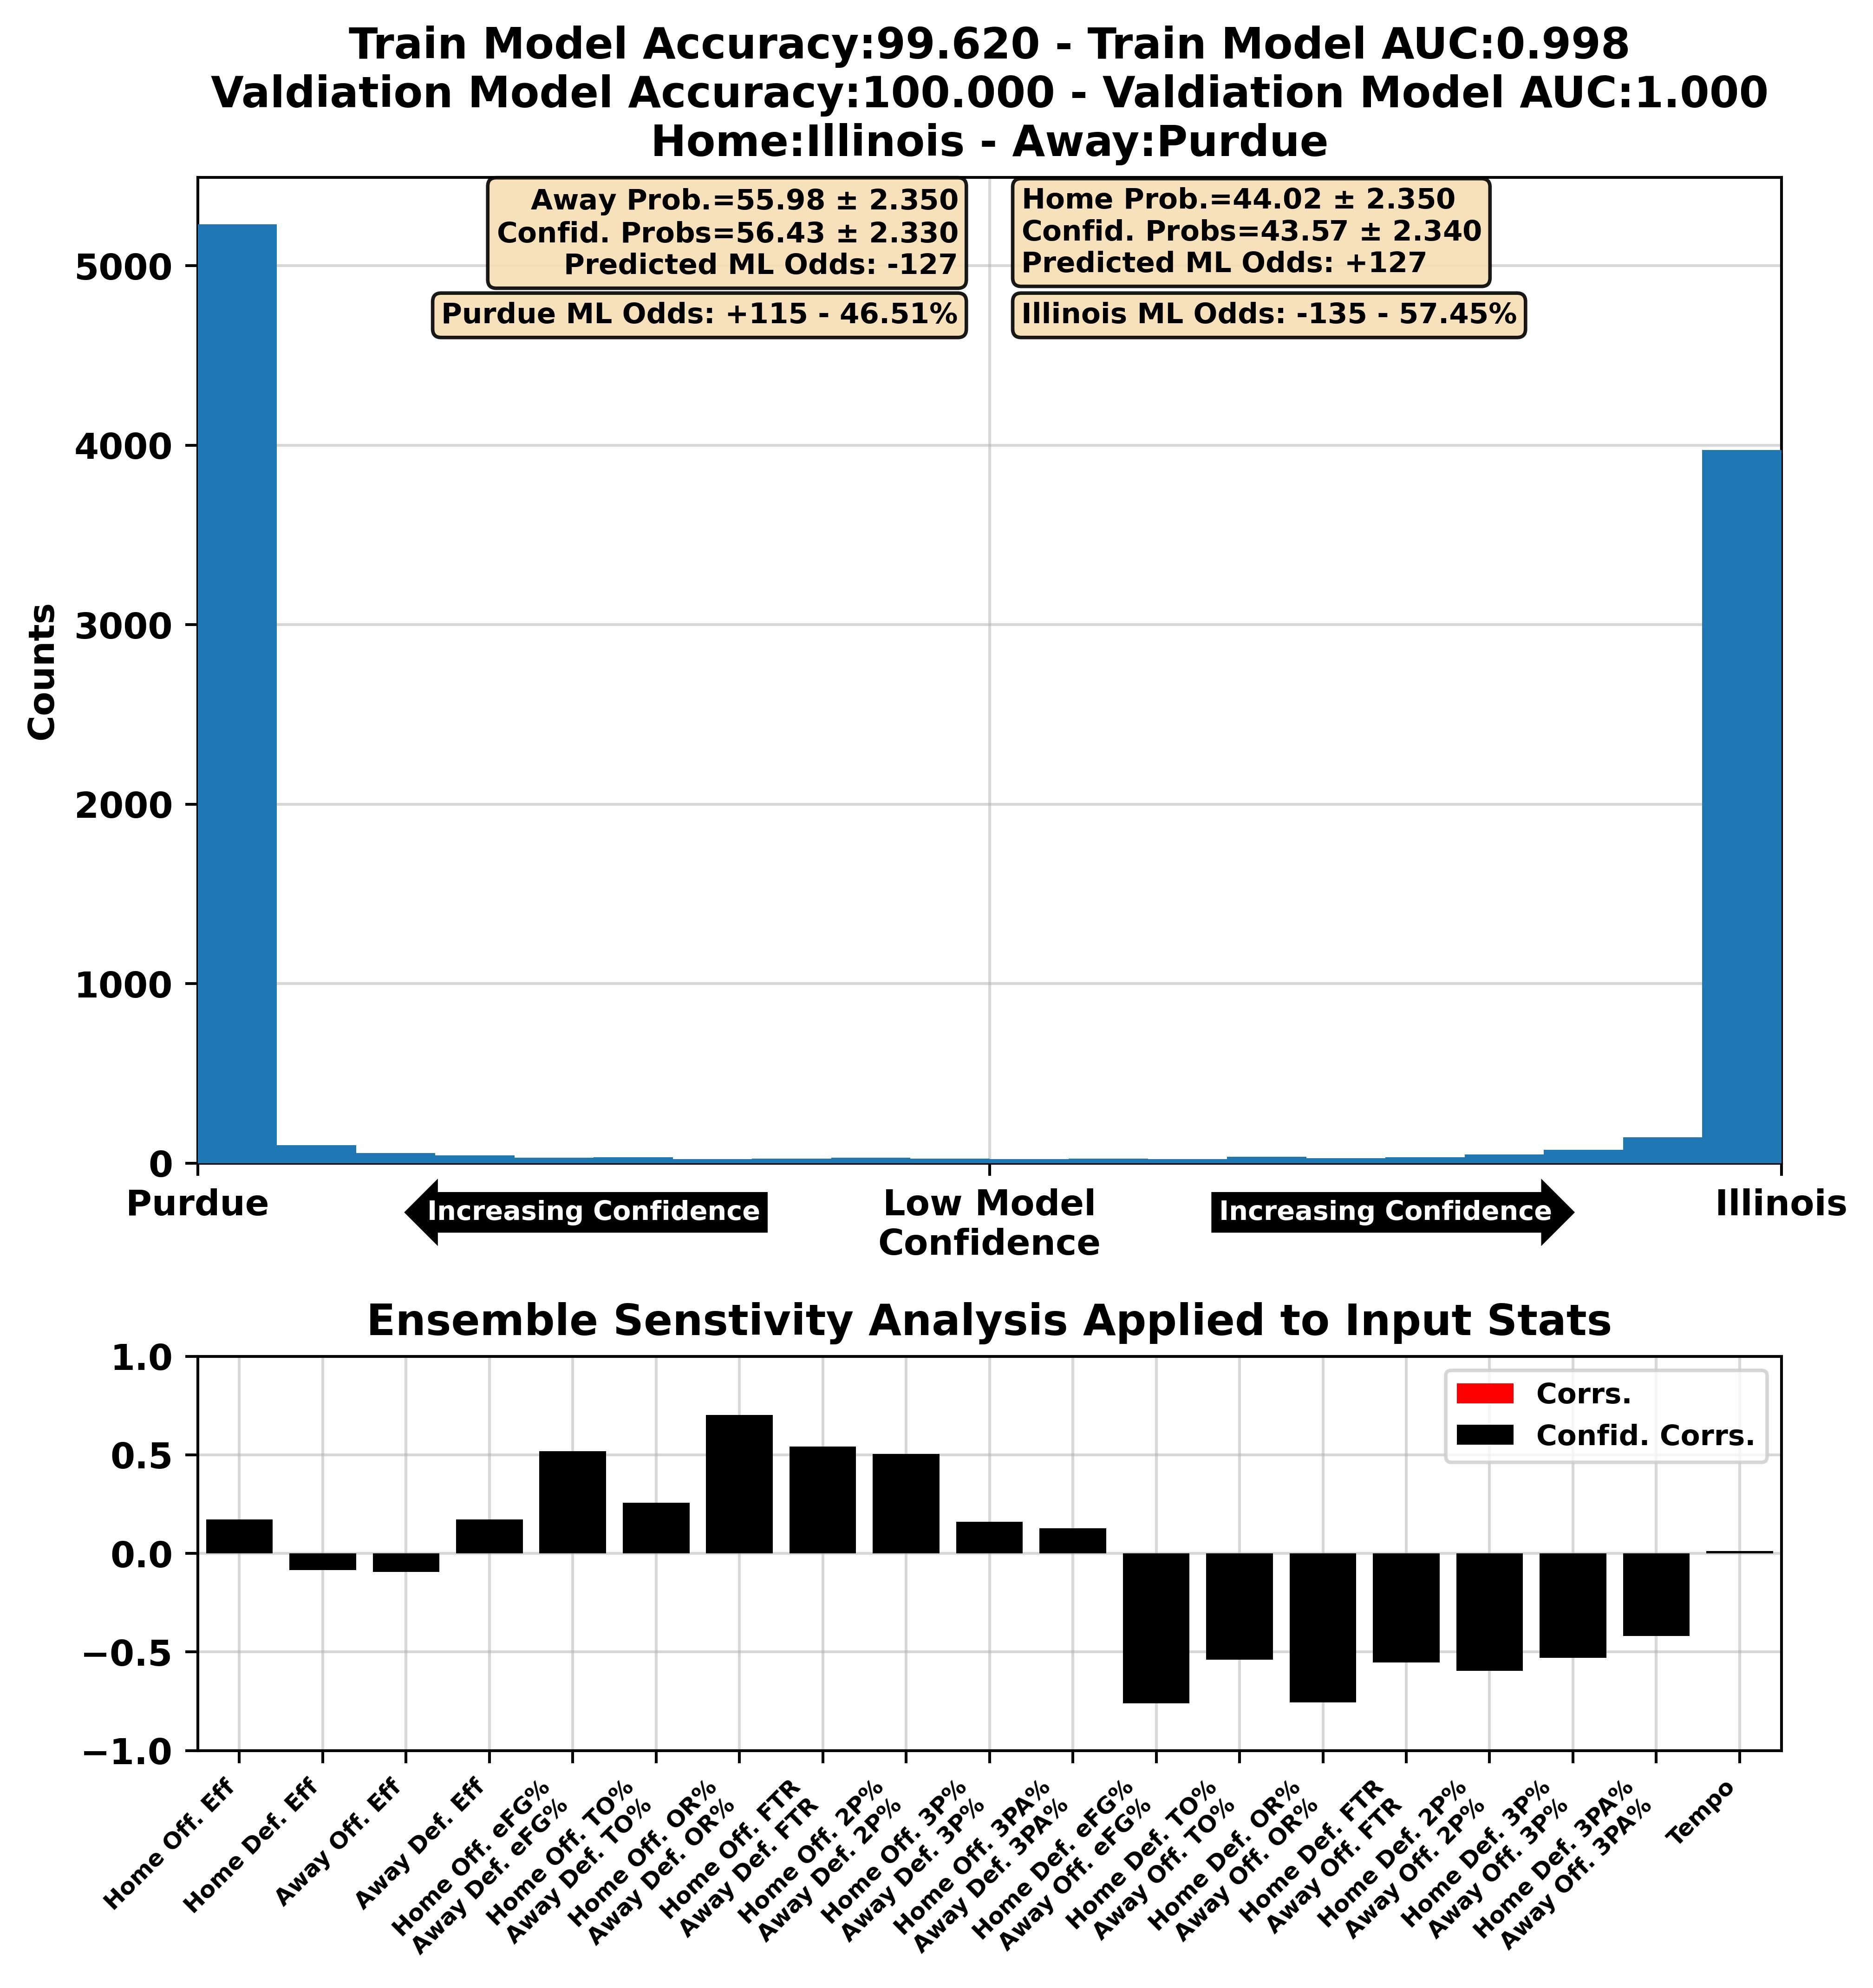 Train Model Accuracy:99.620 - Train Model AUC:0.998
Valdiation Model Accuracy:100.000 - Valdiation Model AUC:1.000
Home:Illinois - Away:Purdue
Away Prob.=55.98 ± 2.350
Confid. Probs=56.43 ± 2.330
Predicted ML Odds: -127
Purdue ML Odds: +115 - 46.51%
Home Prob.=44.02 ± 2.350
Confid. Probs=43.57 ± 2.340
Predicted ML Odds: +127
Illinois ML Odds: -135 - 57.45%
Counts
5000
4000
3000
2000
1000
0
Purdue
Increasing Confidence
Low Model
Confidence
Increasing Confidence
Illinois
Ensemble Senstivity Analysis Applied to Input Stats
1.0
0.5
0.0
−0.5
−1.0
Corrs.
Confid. Corrs.
Home Off. Eff
Home Def. Eff
Away Off. Eff
Away Def. Eff
Home Off. eFG%
Away Def. eFG%
Home Off. TO%
Away Def. TO%
Home Off. OR%
Away Def. OR%
Home Off. FTR
Away Def. FTR
Home Off. 2P%
Away Def. 2P%
Home Off. 3P%
Away Def. 3P%
Home Off. 3PA%
Away Def. 3PA%
Home Def. eFG%
Away Off. eFG%
Home Def. TO%
Away Off. TO%
Home Def. OR%
Away Off. OR%
Home Def. FTR
Away Off. FTR
Home Def. 2P%
Away Off. 2P%
Home Def. 3P%
Away Off. 3P%
Home Def. 3PA%
Away Off. 3PA%
Tempo